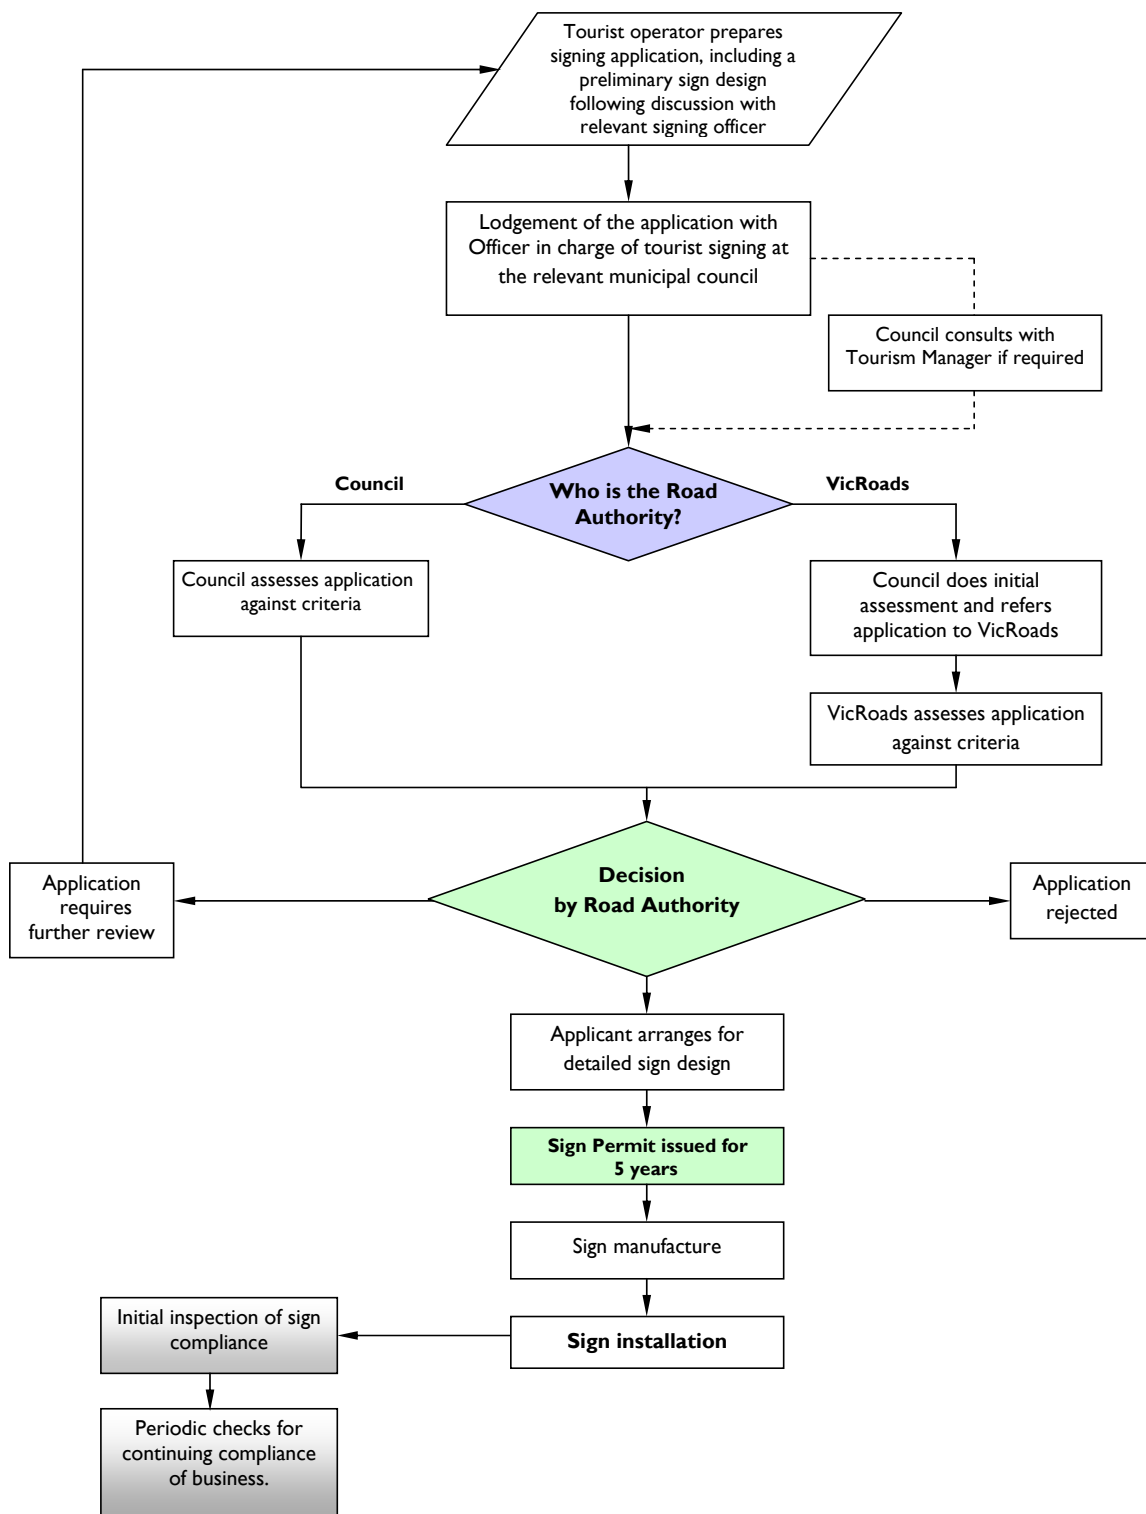 Tourist operator prepares
signing application, including a
preliminary sign design
following discussion with
relevant signing officer
Lodgement of the application with
Officer in charge of tourist signing at
the relevant municipal council
Council consults with
Tourism Manager if required
Council
Who is the Road
Authority?
VicRoads
Council assesses application
against criteria
Council does initial
assessment and refers
application to VicRoads
VicRoads assesses application
against criteria
Application
requires
further review
Decision
by Road Authority
Application
rejected
Applicant arranges for
detailed sign design
Sign Permit issued for
5 years
Sign manufacture
Sign installation
Initial inspection of sign
compliance
Periodic checks for
continuing compliance
of business.